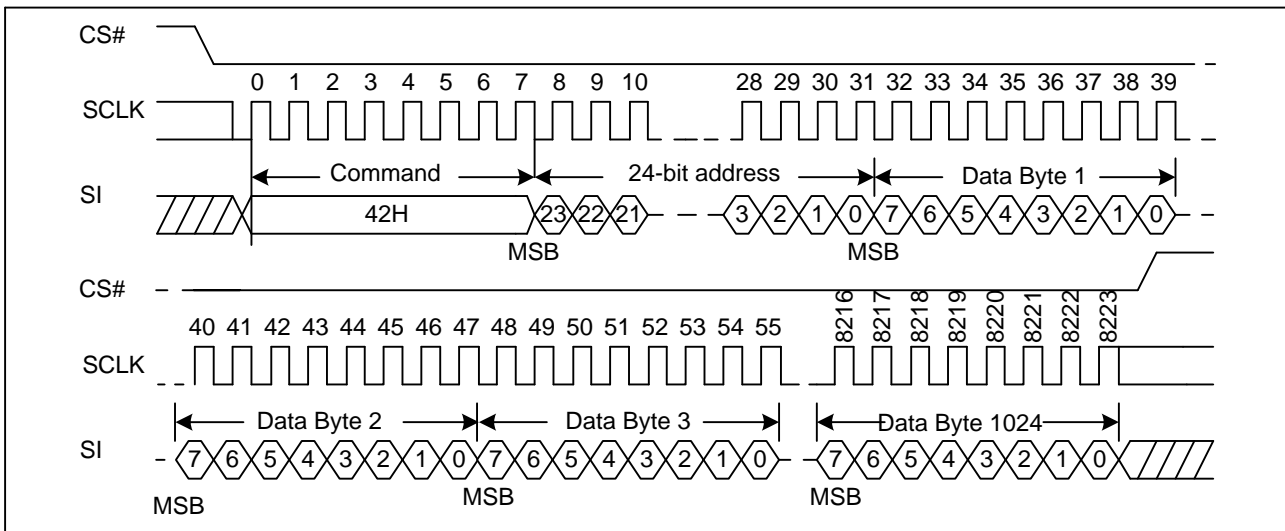 CS#
0 1 2 3 4 5 6 7 8 9 10 28 29 30 31 32 33 34 35 36 37 38 39
SCLK
Command 24-bit address Data Byte 1
SI
42H 23 22 21 3 2 1 0 7 6 5 4 3 2 1 0
MSB MSB
CS#
40 41 42 43 44 45 46 47 48 49 50 51 52 53 54 55 8216 8217 8218 8219 8220 8221 8222 8223
SCLK
Data Byte 2 Data Byte 3 Data Byte 1024
SI
7 6 5 4 3 2 1 0 7 6 5 4 3 2 1 0 7 6 5 4 3 2 1 0
MSB MSB MSB